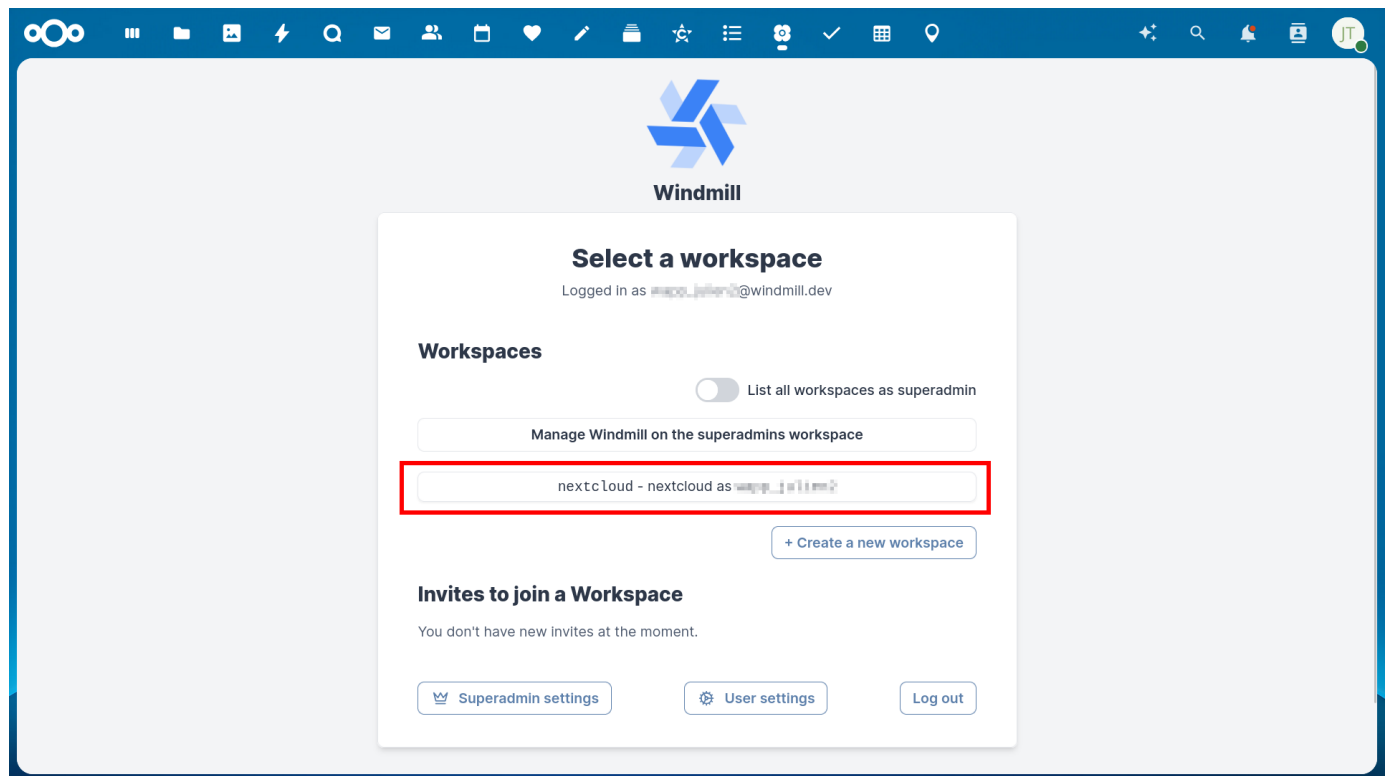 JT
Windmill
Select a workspace
Logged in as @windmill.dev
Workspaces
List all workspaces as superadmin
Manage Windmill on the superadmins workspace
nextcloud - nextcloud as
+ Create a new workspace
Invites to join a Workspace
You don't have new invites at the moment.
Superadmin settings User settings Log out